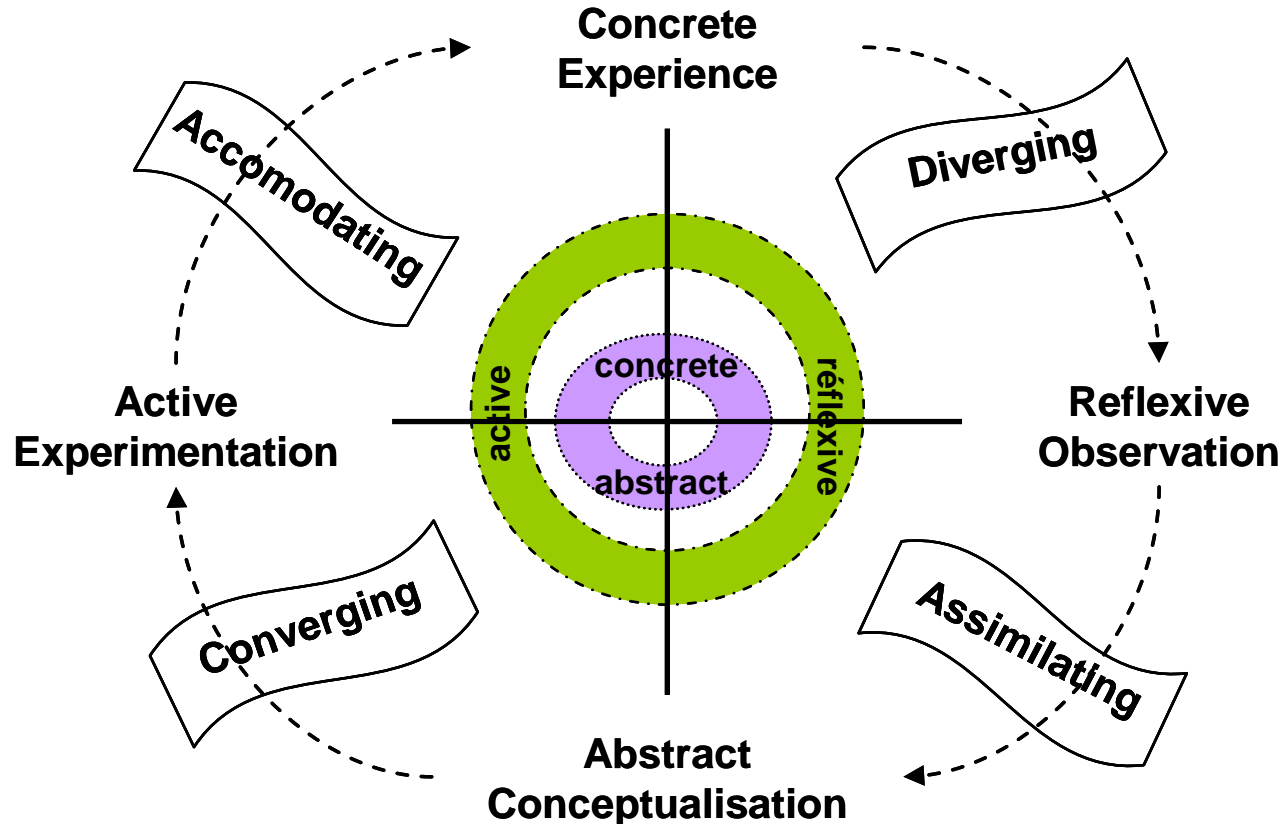 Concrete
Experience
Accomodating
Diverging
concrete
active
réflexive
Active
Experimentation
Reflexive
Observation
abstract
Converging
Assimilating
Abstract
Conceptualisation